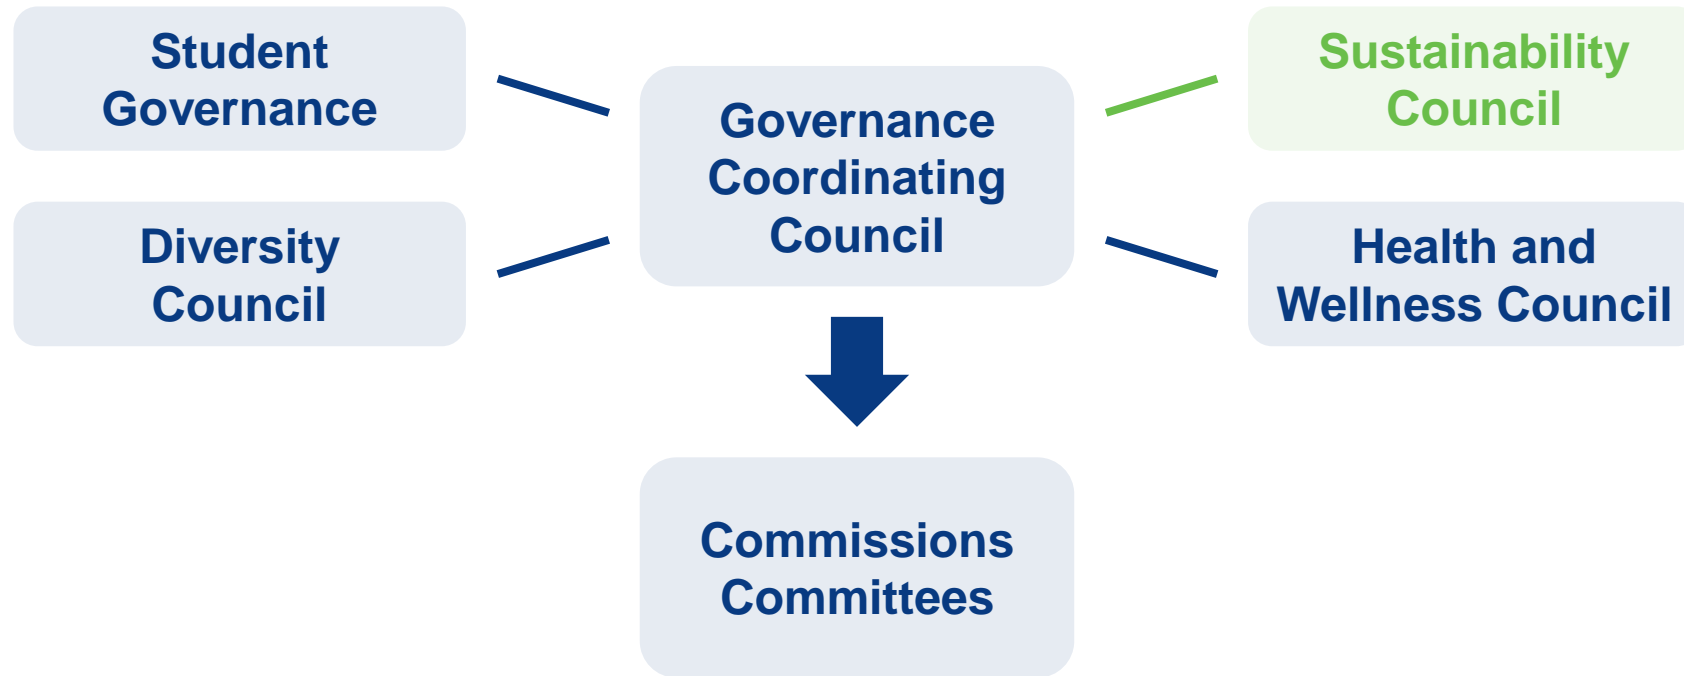 Student
Governance
Diversity
Council
Governance
Coordinating
Council
Sustainability
Council
Health and
Wellness Council
Commissions
Committees